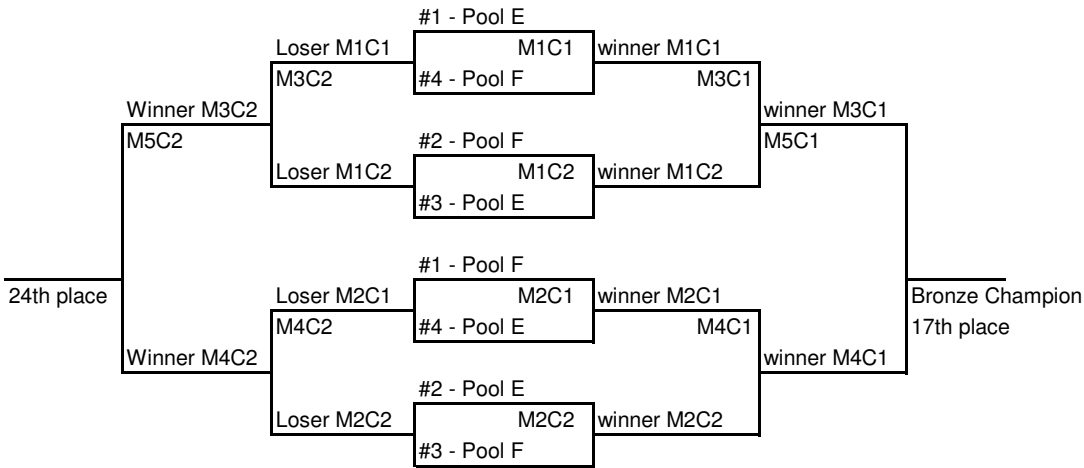 #1 - Pool E
Loser M1C1
M1C1
winner M1C1
M3C2
#4 - Pool F
M3C1
Winner M3C2
winner M3C1
M5C2
#2 - Pool F
M5C1
Loser M1C2
M1C2
winner M1C2
#3 - Pool E
#1 - Pool F
24th place
Loser M2C1
M2C1
winner M2C1
Bronze Champion
M4C2
#4 - Pool E
M4C1
17th place
Winner M4C2
winner M4C1
#2 - Pool E
Loser M2C2
M2C2
winner M2C2
#3 - Pool F